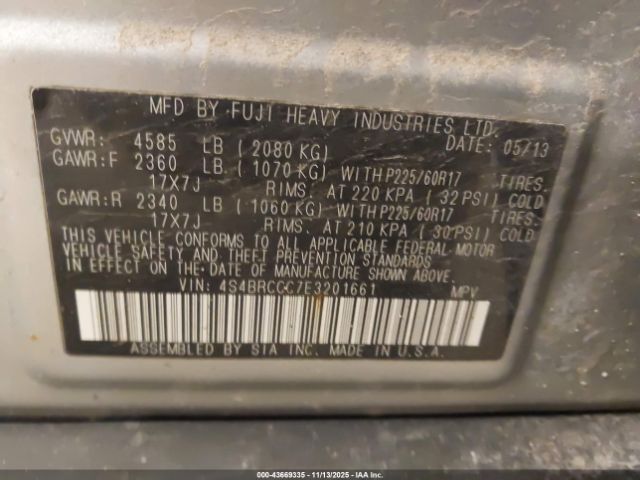 MFD BY FUJI HEAVY INDUSTRIES LTD.
GVWR: 4585 LB (2080 KG) DATE: 05/13
GAWR:F 2360 LB (1070 KG) WITH P225/60R17 TIRES,
17X7J RIMS, AT 220 KPA (32 PSI) COLD
GAWR:R 2340 LB (1060 KG) WITH P225/60R17 TIRES,
17X7J RIMS, AT 210 KPA (30 PSI) COLD
THIS VEHICLE CONFORMS TO ALL APPLICABLE FEDERAL MOTOR
VEHICLE SAFETY AND THEFT PREVENTION STANDARDS
IN EFFECT ON THE DATE OF MANUFACTURE SHOWN ABOVE.
VIN: 4S4BRCCC7E3201661 MPV
ASSEMBLED BY SIA INC. MADE IN U.S.A.
000-43669335 - 11/13/2025 - IAA Inc.